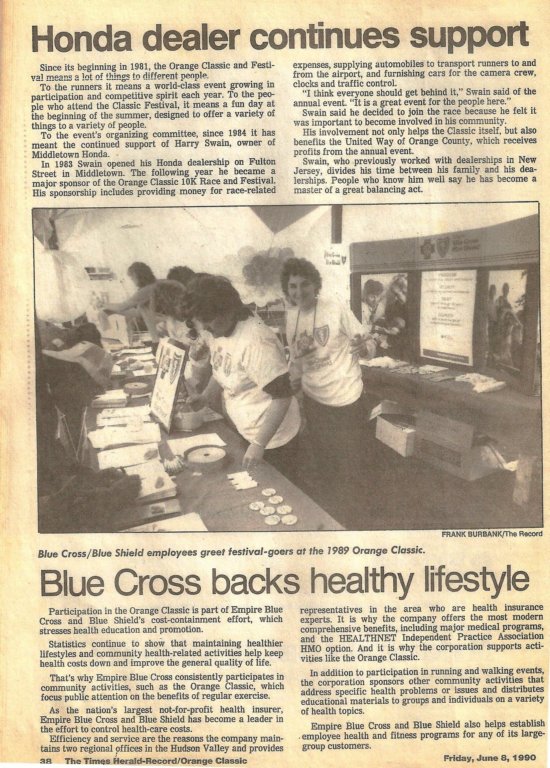 Honda dealer continues support
Since its beginning in 1981, the Orange Classic and Festi-
val means a lot of things to different people.
To the runners it means a world-class event growing in
participation and competitive spirit each year. To the peo-
ple who attend the Classic Festival, it means a fun day at
the beginning of the summer, designed to offer a variety of
things to a variety of people.
To the event's organizing committee, since 1984 it has
meant the continued support of Harry Swain, owner of
Middletown Honda.
In 1983 Swain opened his Honda dealership on Fulton
Street in Middletown. The following year he became a
major sponsor of the Orange Classic 10K Race and Festival.
His sponsorship includes providing money for race-related
expenses, supplying automobiles to transport runners to and
from the airport, and furnishing cars for the camera crew,
clocks and traffic control.
"I think everyone should get behind it," Swain said of the
annual event. "It is a great event for the people here."
Swain said he decided to join the race because he felt it
was important to become involved in his community.
His involvement not only helps the Classic itself, but also
benefits the United Way of Orange County, which receives
profits from the annual event.
Swain, who previously worked with dealerships in New
Jersey, divides his time between his family and his dea-
lerships. People who know him well say he has become a
master of a great balancing act.
FRANK BURBANK/The Record
Blue Cross/Blue Shield employees greet festival-goers at the 1989 Orange Classic.
Blue Cross backs healthy lifestyle
Participation in the Orange Classic is part of Empire Blue
Cross and Blue Shield's cost-containment effort, which
stresses health education and promotion.
Statistics continue to show that maintaining healthier
lifestyles and community health-related activities help keep
health costs down and improve the general quality of life.
That's why Empire Blue Cross consistently participates in
community activities, such as the Orange Classic, which
focus public attention on the benefits of regular exercise.
As the nation's largest not-for-profit health insurer,
Empire Blue Cross and Blue Shield has become a leader in
the effort to control health-care costs.
Efficiency and service are the reasons the company main-
tains two regional offices in the Hudson Valley and provides
representatives in the area who are health insurance
experts. It is why the company offers the most modern
comprehensive benefits, including major medical programs,
and the HEALTHNET Independent Practice Association
HMO option. And it is why the corporation supports acti-
vities like the Orange Classic.
In addition to participation in running and walking events,
the corporation sponsors other community activities that
address specific health problems or issues and distributes
educational materials to groups and individuals on a variety
of health topics.
Empire Blue Cross and Blue Shield also helps establish
employee health and fitness programs for any of its large-
group customers.
38 The Times Herald-Record/Orange Classic
Friday, June 8, 1990